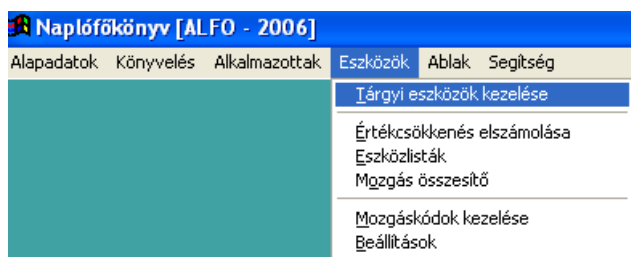 Naplófőkönyv [ALFO - 2006]
Alapadatok Könyvelés Alkalmazottak Eszközök Ablak Segítség
Tárgyi eszközök kezelése
Értékcsökkenés elszámolása
Eszközlisták
Mozgás összesítő
Mozgáskódok kezelése
Beállítások